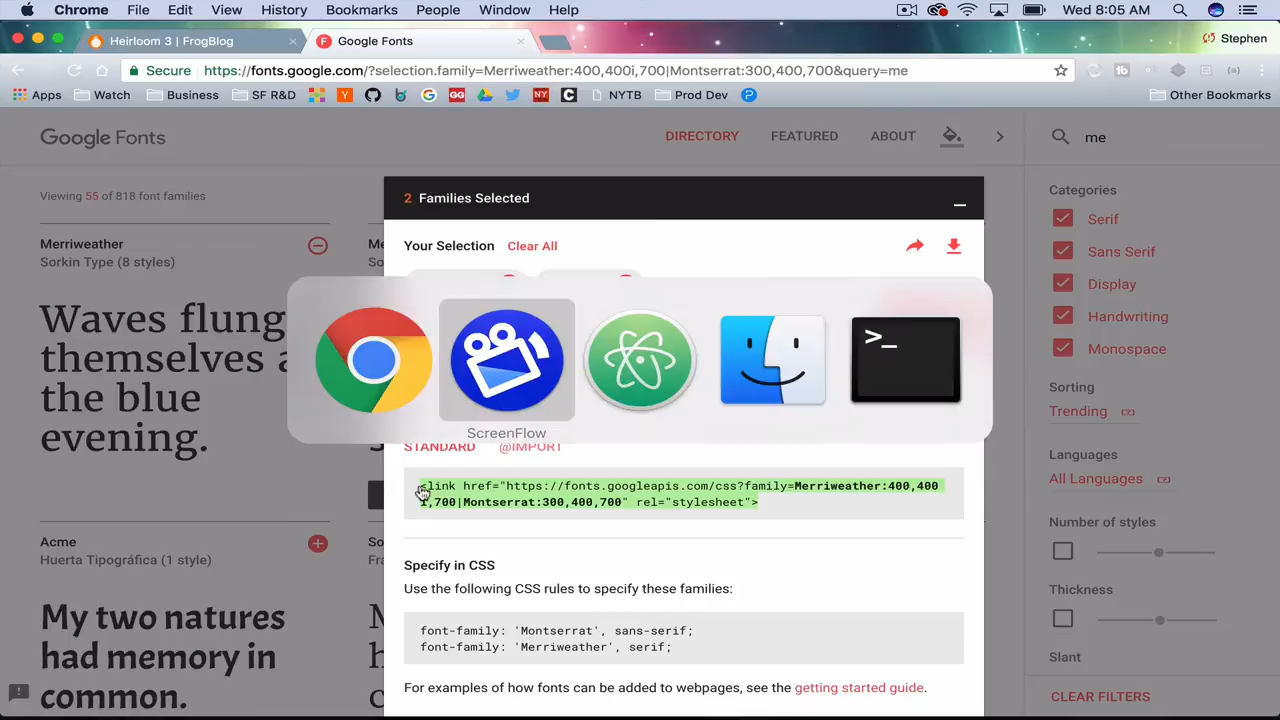 Chrome File Edit View History Bookmarks People Window Help Wed 8:05 AM
Heirloom 3 | FrogBlog × Google Fonts × Stephen
Secure https://fonts.google.com/?selection.family=Merriweather:400,400i,700|Montserrat:300,400,700&query=me
Apps Watch Business SF R&D NYTB Prod Dev Other Bookmarks
Google Fonts DIRECTORY FEATURED ABOUT me
Viewing 55 of 818 font families
2 Families Selected
Categories
Serif
Sans Serif
Display
Handwriting
Monospace
Sorting
Trending
Languages
All Languages
Number of styles
Thickness
Slant
CLEAR FILTERS
Merriweather
Sorkin Type (8 styles)
Waves flung
themselves a
the blue
evening.
Your Selection Clear All
ScreenFlow
STANDARD @IMPORT
<link href="https://fonts.googleapis.com/css?family=Merriweather:400,400
i,700|Montserrat:300,400,700" rel="stylesheet">
Specify in CSS
Use the following CSS rules to specify these families:
font-family: 'Montserrat', sans-serif;
font-family: 'Merriweather', serif;
For examples of how fonts can be added to webpages, see the getting started guide.
Acme
Huerta Tipográfica (1 style)
My two natures
had memory in
common.